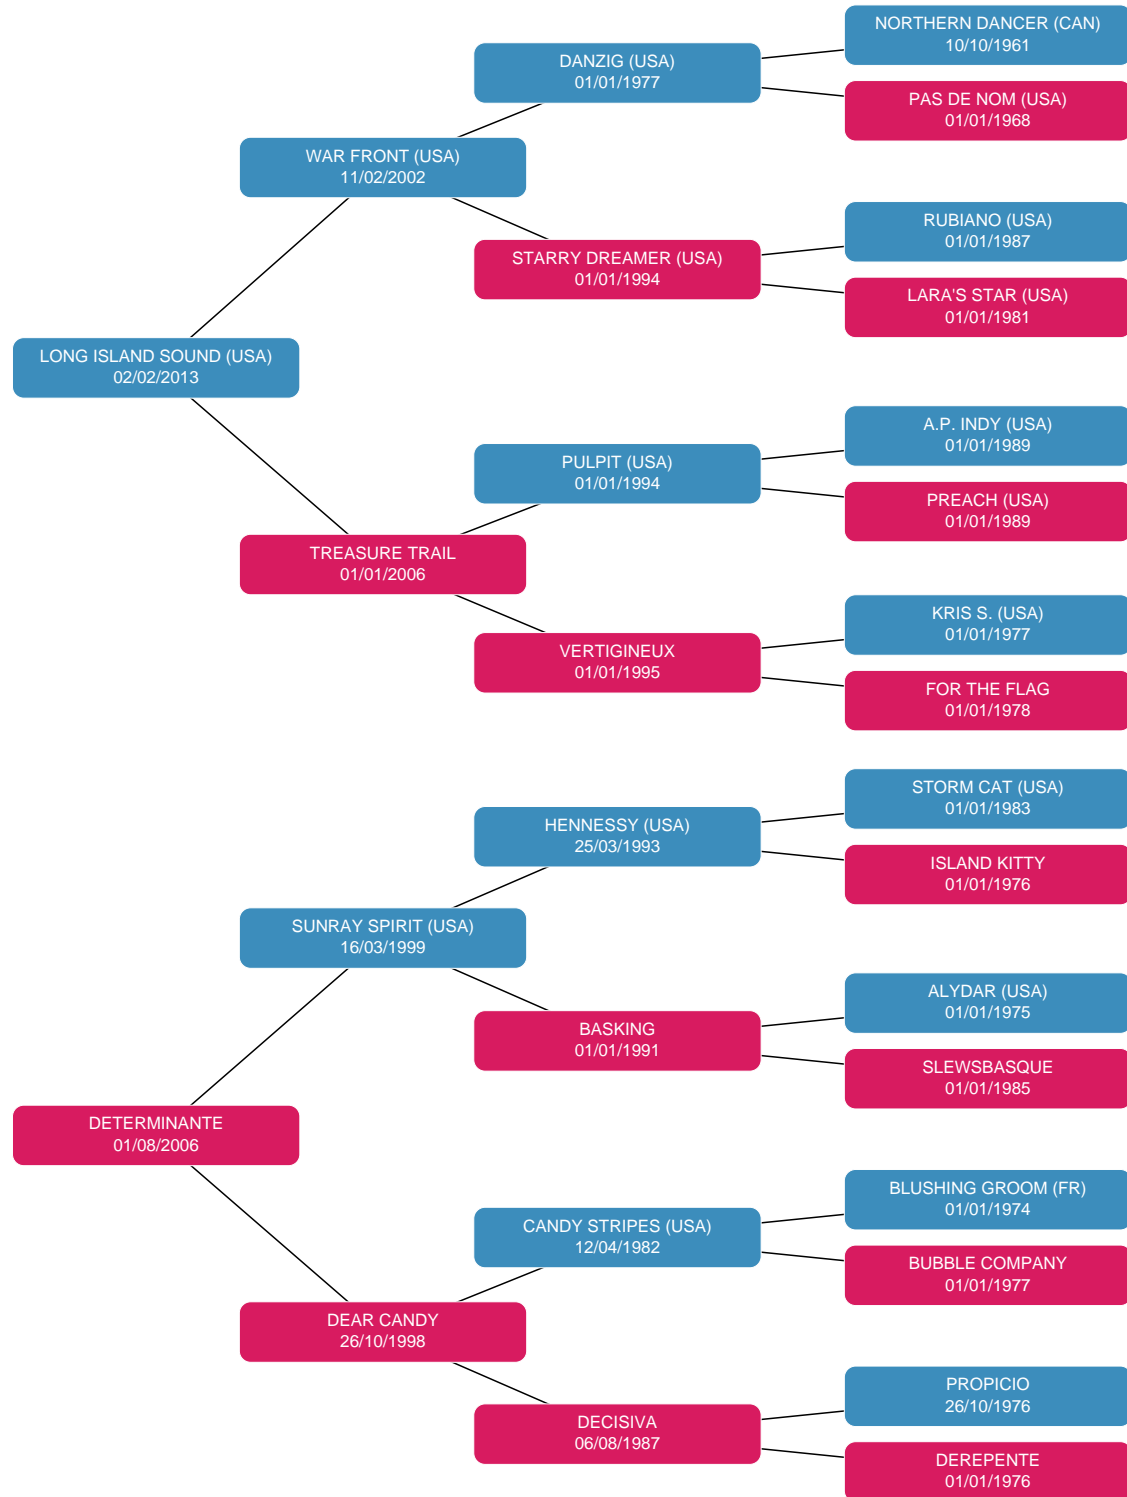 NORTHERN DANCER (CAN)
10/10/1961
DANZIG (USA)
01/01/1977
PAS DE NOM (USA)
01/01/1968
WAR FRONT (USA)
11/02/2002
RUBIANO (USA)
01/01/1987
STARRY DREAMER (USA)
01/01/1994
LARA'S STAR (USA)
01/01/1981
LONG ISLAND SOUND (USA)
02/02/2013
A.P. INDY (USA)
01/01/1989
PULPIT (USA)
01/01/1994
PREACH (USA)
01/01/1989
TREASURE TRAIL
01/01/2006
KRIS S. (USA)
01/01/1977
VERTIGINEUX
01/01/1995
FOR THE FLAG
01/01/1978
STORM CAT (USA)
01/01/1983
HENNESSY (USA)
25/03/1993
ISLAND KITTY
01/01/1976
SUNRAY SPIRIT (USA)
16/03/1999
ALYDAR (USA)
01/01/1975
BASKING
01/01/1991
SLEWSBASQUE
01/01/1985
DETERMINANTE
01/08/2006
BLUSHING GROOM (FR)
01/01/1974
CANDY STRIPES (USA)
12/04/1982
BUBBLE COMPANY
01/01/1977
DEAR CANDY
26/10/1998
PROPICIO
26/10/1976
DECISIVA
06/08/1987
DEREPENTE
01/01/1976